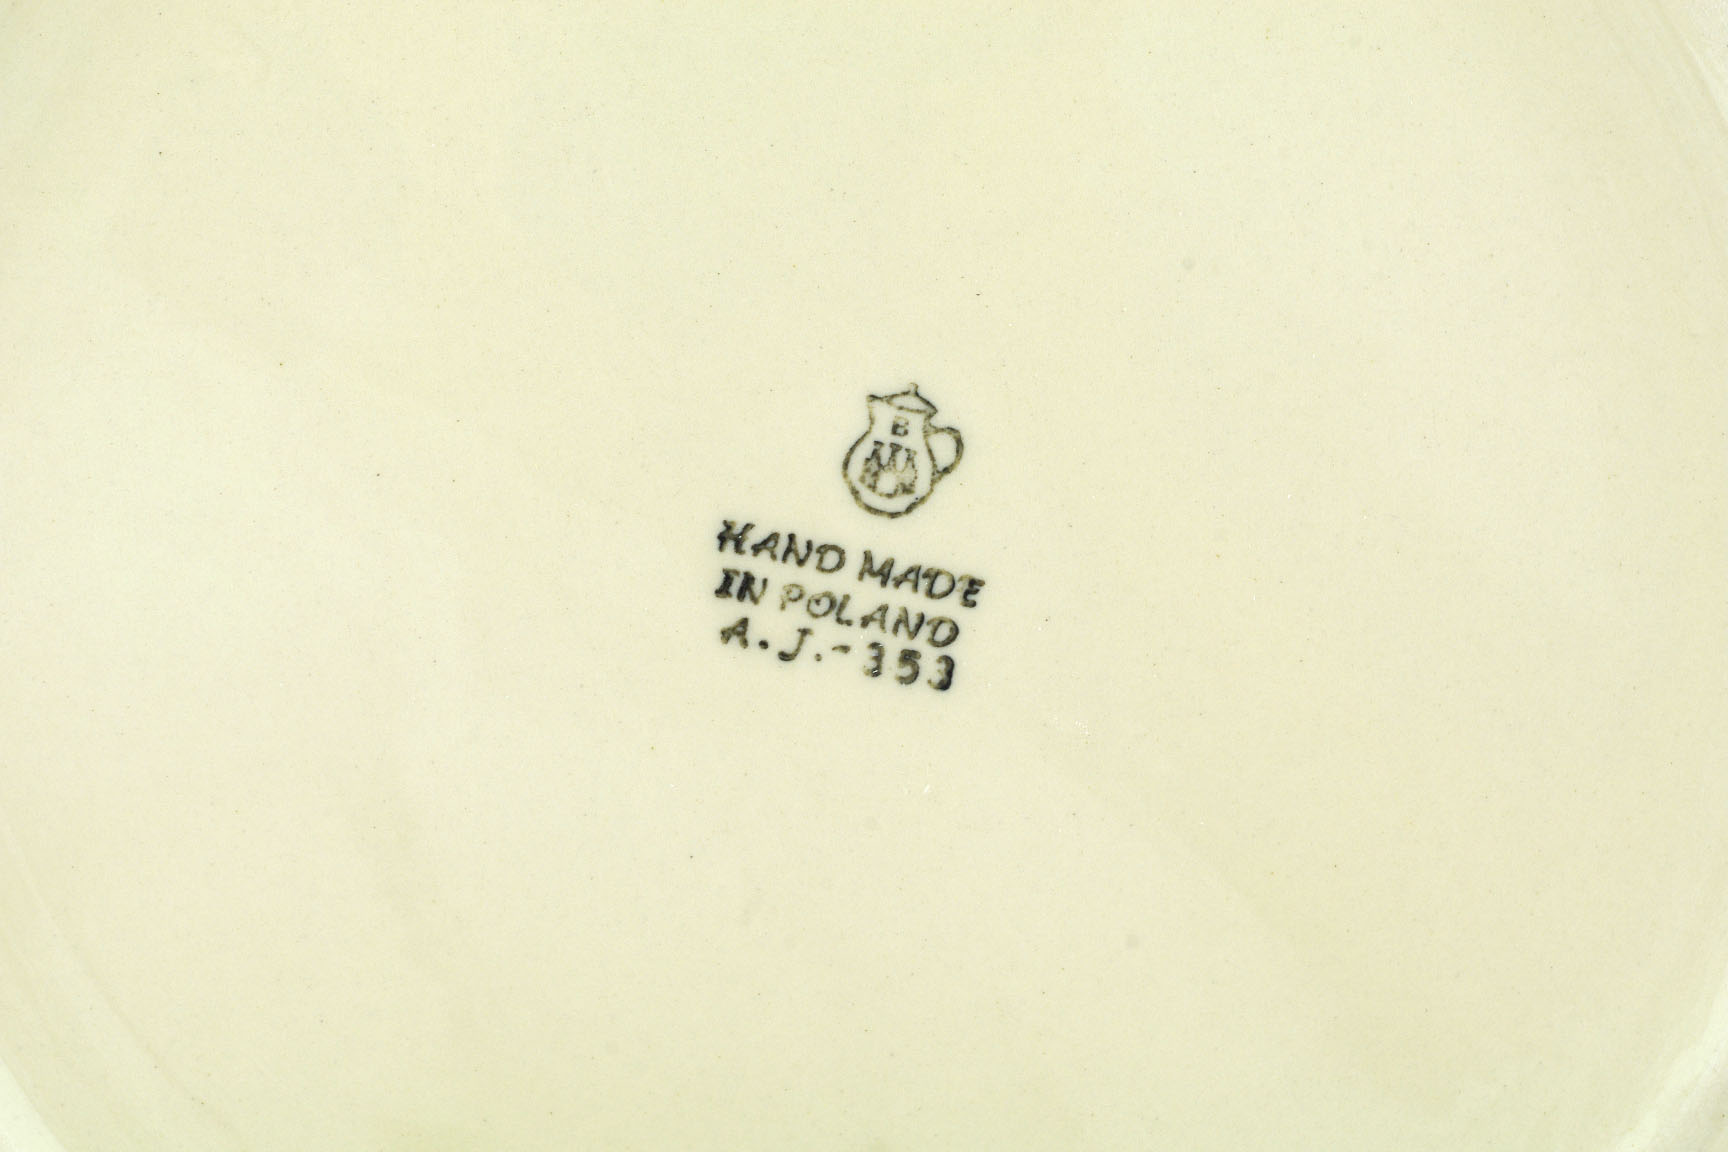 B
HAND MADE
IN POLAND
A.J.-353